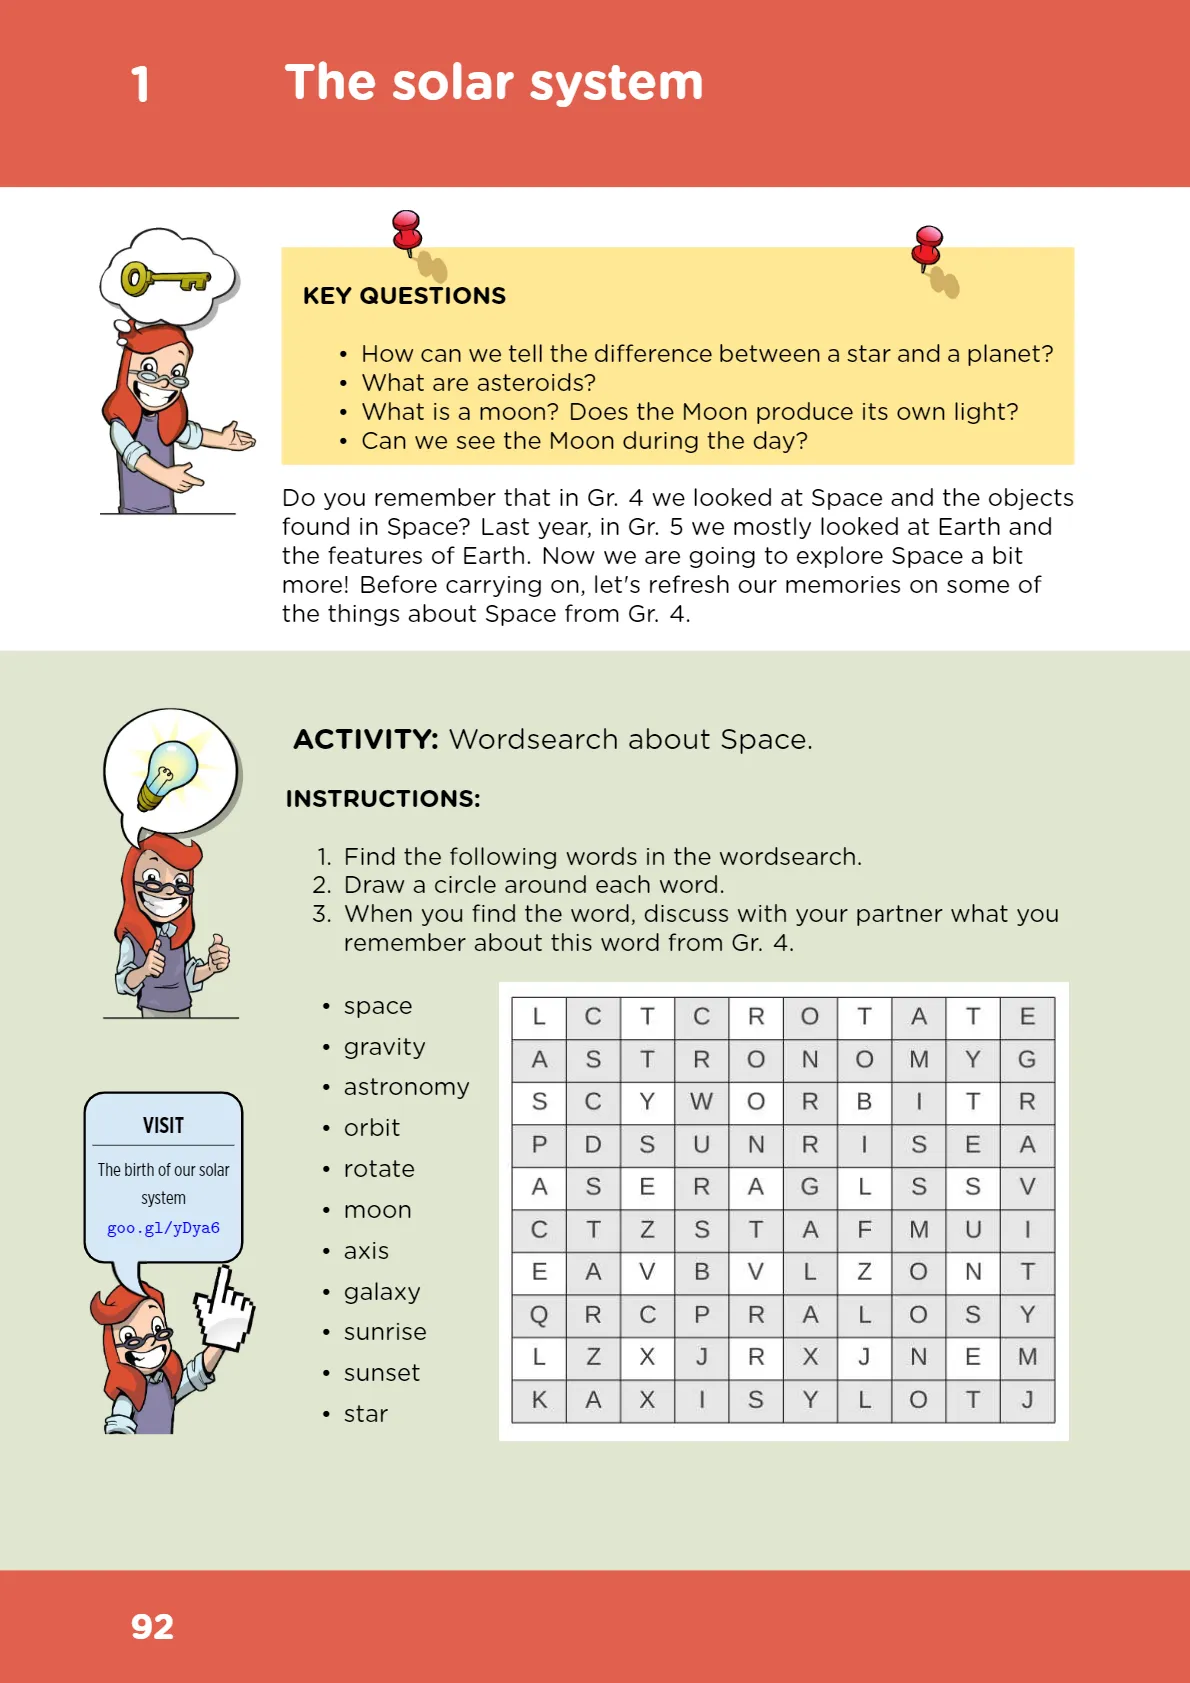 1 The solar system
KEY QUESTIONS
• How can we tell the difference between a star and a planet?
• What are asteroids?
• What is a moon? Does the Moon produce its own light?
• Can we see the Moon during the day?
Do you remember that in Gr. 4 we looked at Space and the objects
found in Space? Last year, in Gr. 5 we mostly looked at Earth and
the features of Earth. Now we are going to explore Space a bit
more! Before carrying on, let's refresh our memories on some of
the things about Space from Gr. 4.
ACTIVITY: Wordsearch about Space.
INSTRUCTIONS:
1. Find the following words in the wordsearch.
2. Draw a circle around each word.
3. When you find the word, discuss with your partner what you
remember about this word from Gr. 4.
• space
• gravity
• astronomy
• orbit
• rotate
• moon
• axis
• galaxy
• sunrise
• sunset
• star
L C T C R O T A T E
A S T R O N O M Y G
S C Y W O R B I T R
P D S U N R I S E A
A S E R A G L S S V
C T Z S T A F M U I
E A V B V L Z O N T
Q R C P R A L O S Y
L Z X J R X J N E M
K A X I S Y L O T J
VISIT
The birth of our solar
system
goo.gl/yDya6
92